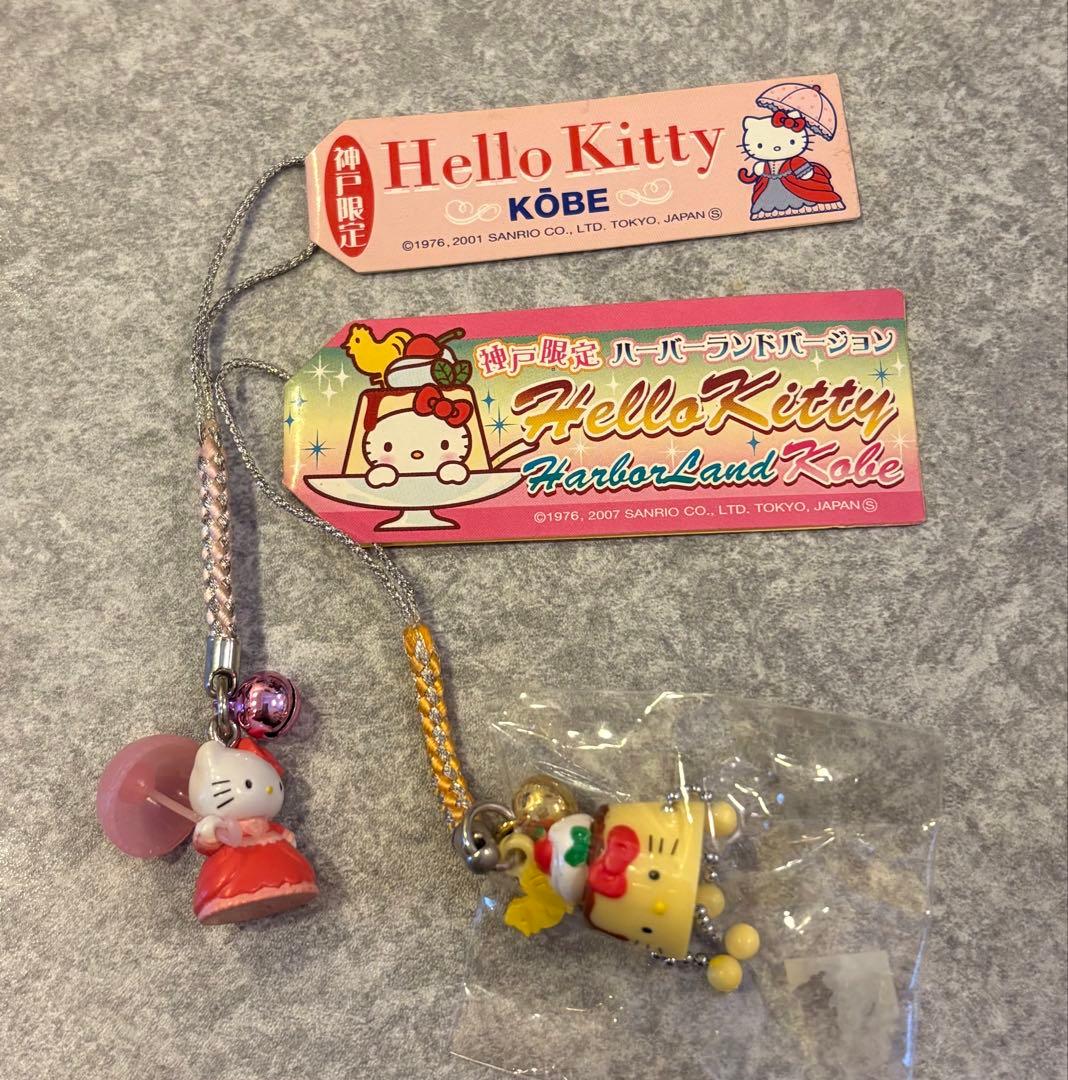 神戸限定
Hello Kitty
KŌBE
©1976, 2001 SANRIO CO., LTD. TOKYO, JAPAN Ⓢ
神戸限定 ハーバーランドバージョン
Hello Kitty
HarborLand Kobe
©1976, 2007 SANRIO CO., LTD. TOKYO, JAPAN Ⓢ